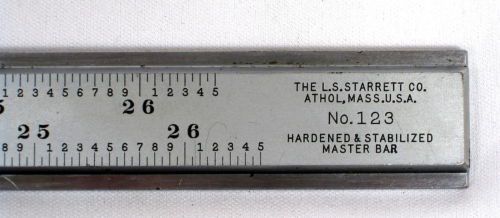 THE L.S. STARRETT CO.
ATHOL, MASS. U.S.A.
No. 123
HARDENED & STABILIZED
MASTER BAR
1 2 3 4 5 6 7 8 9 1 2 3 4 5
26
25 26
8 9 1 2 3 4 5 6 7 8 9 1 2 3 4 5